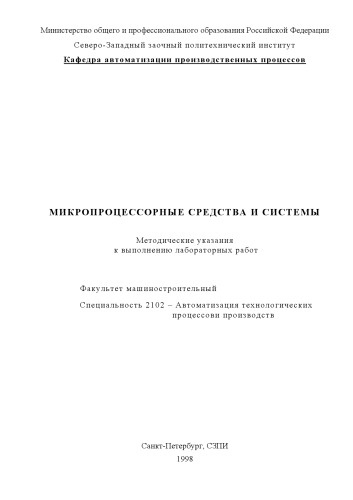 Министерство общего и профессионального образования Российской Федерации
Северо-Западный заочный политехнический институт
Кафедра автоматизации производственных процессов
МИКРОПРОЦЕССОРНЫЕ СРЕДСТВА И СИСТЕМЫ
Методические указания
к выполнению лабораторных работ
Факультет машиностроительный
Специальность 2102 – Автоматизация технологических
процессови производств
Санкт-Петербург, СЗПИ
1998